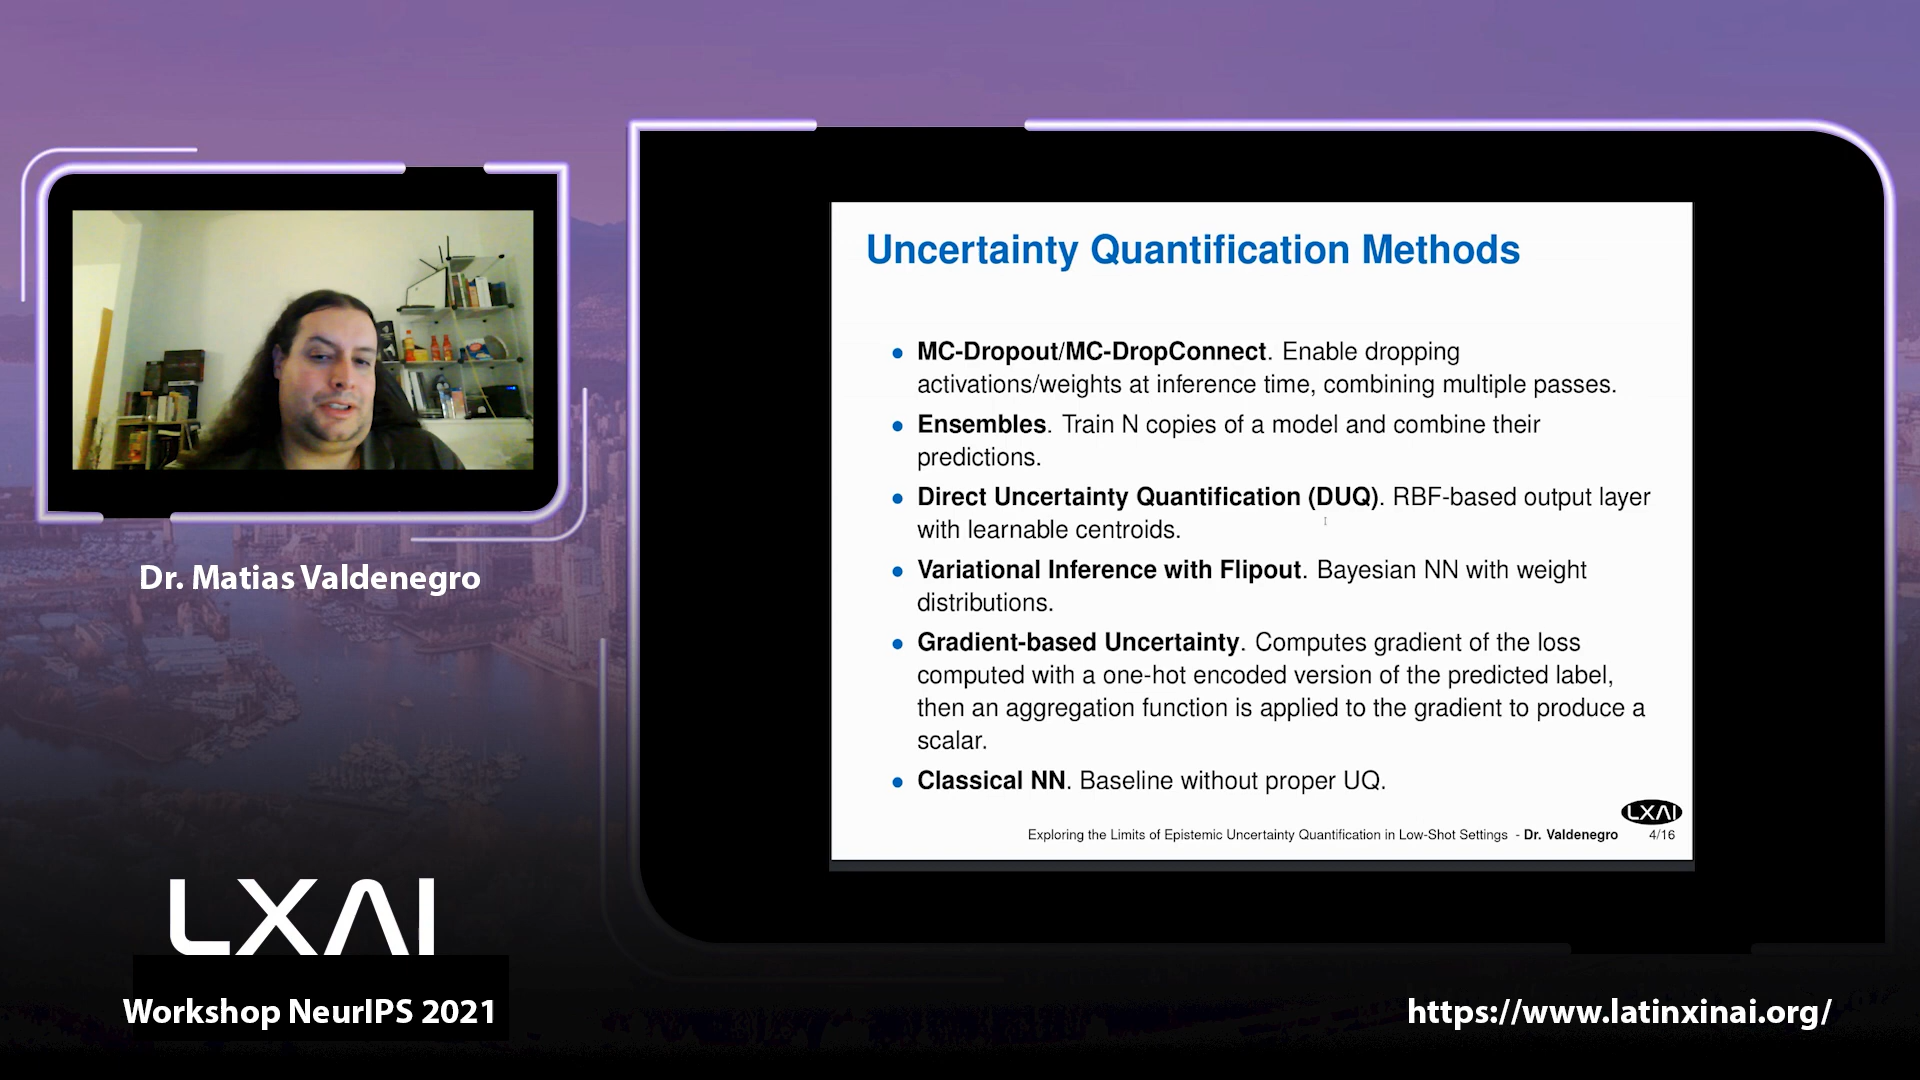 Uncertainty Quantification Methods
MC-Dropout/MC-DropConnect. Enable dropping
activations/weights at inference time, combining multiple passes.
Ensembles. Train N copies of a model and combine their
predictions.
Direct Uncertainty Quantification (DUQ). RBF-based output layer
with learnable centroids.
Variational Inference with Flipout. Bayesian NN with weight
distributions.
Gradient-based Uncertainty. Computes gradient of the loss
computed with a one-hot encoded version of the predicted label,
then an aggregation function is applied to the gradient to produce a
scalar.
Classical NN. Baseline without proper UQ.
LXAI
Exploring the Limits of Epistemic Uncertainty Quantification in Low-Shot Settings - Dr. Valdenegro 4/16
Dr. Matias Valdenegro
LXAI
Workshop NeurIPS 2021
https://www.latinxinai.org/